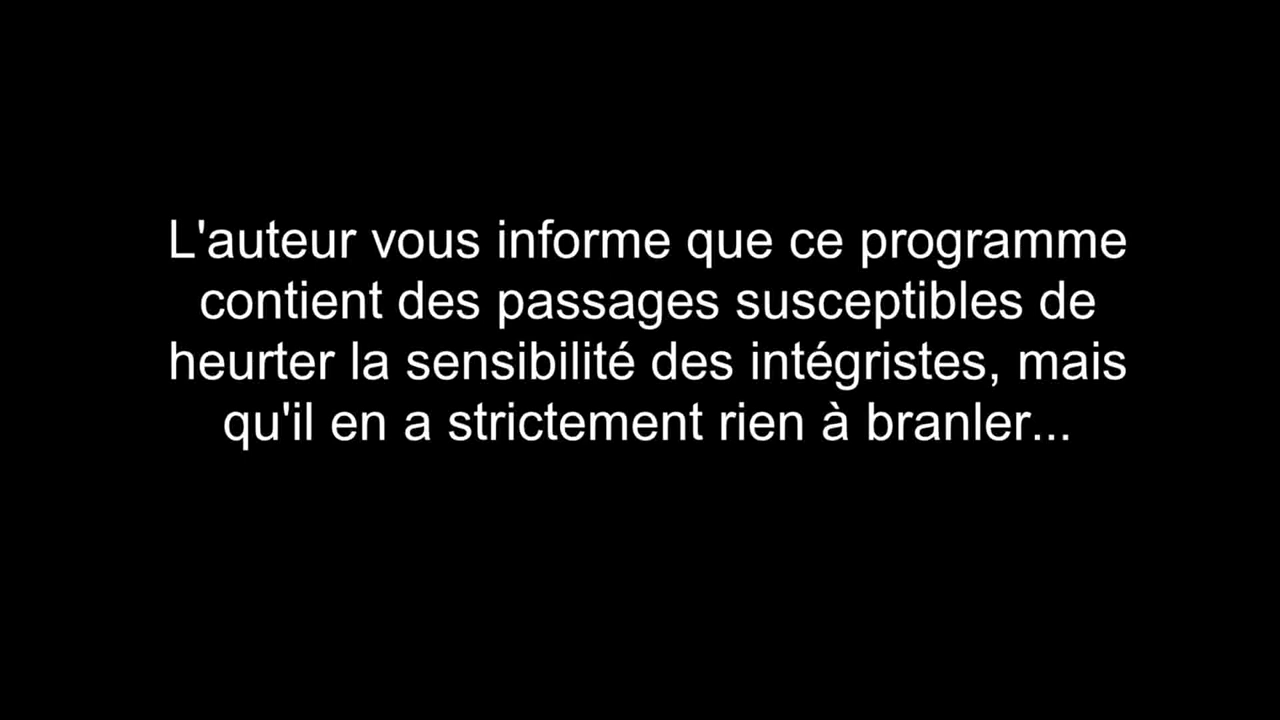 L'auteur vous informe que ce programme
contient des passages susceptibles de
heurter la sensibilité des intégristes, mais
qu'il en a strictement rien à branler...